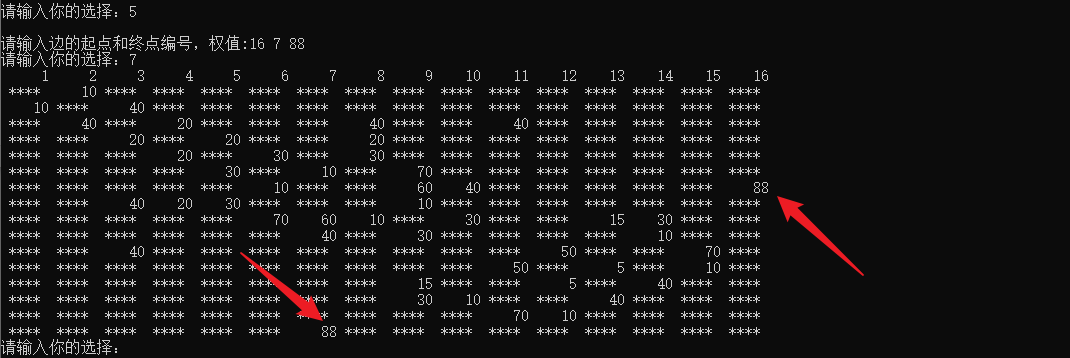 请输入你的选择：5
请输入边的起点和终点编号，权值:16 7 88
请输入你的选择：7
1 2 3 4 5 6 7 8 9 10 11 12 13 14 15 16
**** 10 **** **** **** **** **** **** **** **** **** **** **** **** **** ****
10 **** 40 **** **** **** **** **** **** **** **** **** **** **** **** ****
**** 40 **** 20 **** **** **** 40 **** **** 40 **** **** **** **** ****
**** **** 20 **** 20 **** **** 20 **** **** **** **** **** **** **** ****
**** **** **** 20 **** 30 **** 30 **** **** **** **** **** **** **** ****
**** **** **** **** 30 **** 10 **** 70 **** **** **** **** **** **** ****
**** **** **** **** **** 10 **** **** 60 40 **** **** **** **** **** 88
**** **** 40 20 30 **** **** **** 10 **** **** **** **** **** **** ****
**** **** **** **** **** 70 60 10 **** 30 **** **** 15 30 **** ****
**** **** **** **** **** **** 40 **** 30 **** **** **** **** 10 **** ****
**** **** 40 **** **** **** **** **** **** **** **** 50 **** **** 70 ****
**** **** **** **** **** **** **** **** **** **** 50 **** 5 **** 10 ****
**** **** **** **** **** **** **** **** 15 **** **** 5 **** 40 **** ****
**** **** **** **** **** **** **** **** 30 10 **** **** 40 **** **** ****
**** **** **** **** **** **** **** **** **** **** 70 10 **** **** **** ****
**** **** **** **** **** **** 88 **** **** **** **** **** **** **** **** ****
请输入你的选择：